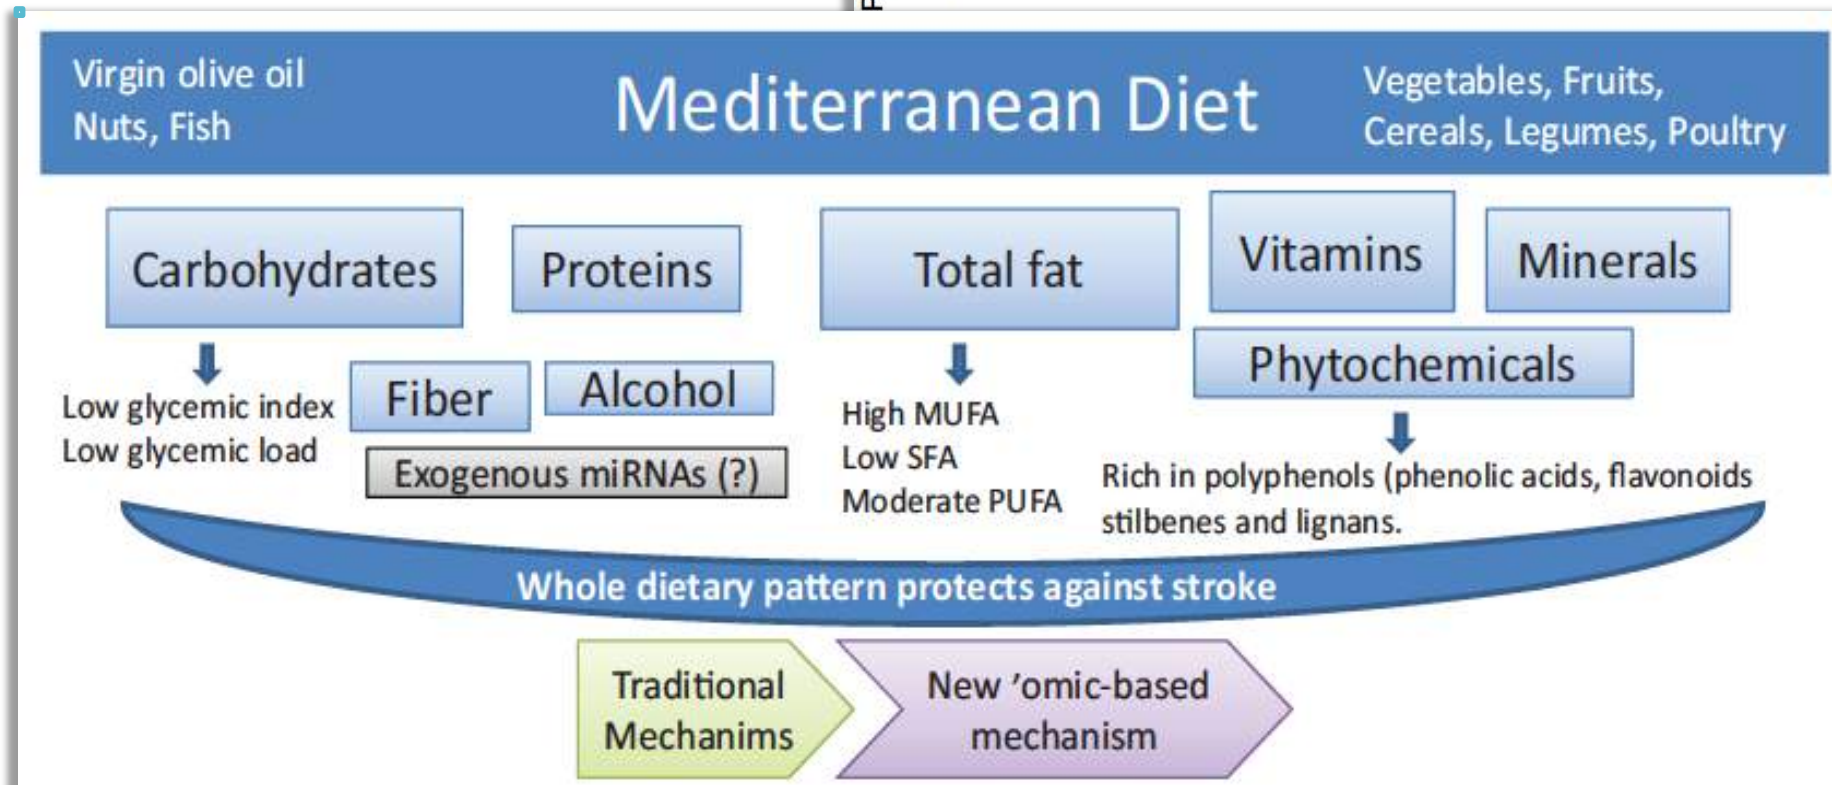 Virgin olive oil
Nuts, Fish
Mediterranean Diet
Vegetables, Fruits,
Cereals, Legumes, Poultry
Carbohydrates
Proteins
Total fat
Vitamins
Minerals
Phytochemicals
Low glycemic index
Low glycemic load
Fiber
Alcohol
Exogenous miRNAs (?)
High MUFA
Low SFA
Moderate PUFA
Rich in polyphenols (phenolic acids, flavonoids
stilbenes and lignans.
Whole dietary pattern protects against stroke
Traditional
Mechanims
New ’omic-based
mechanism